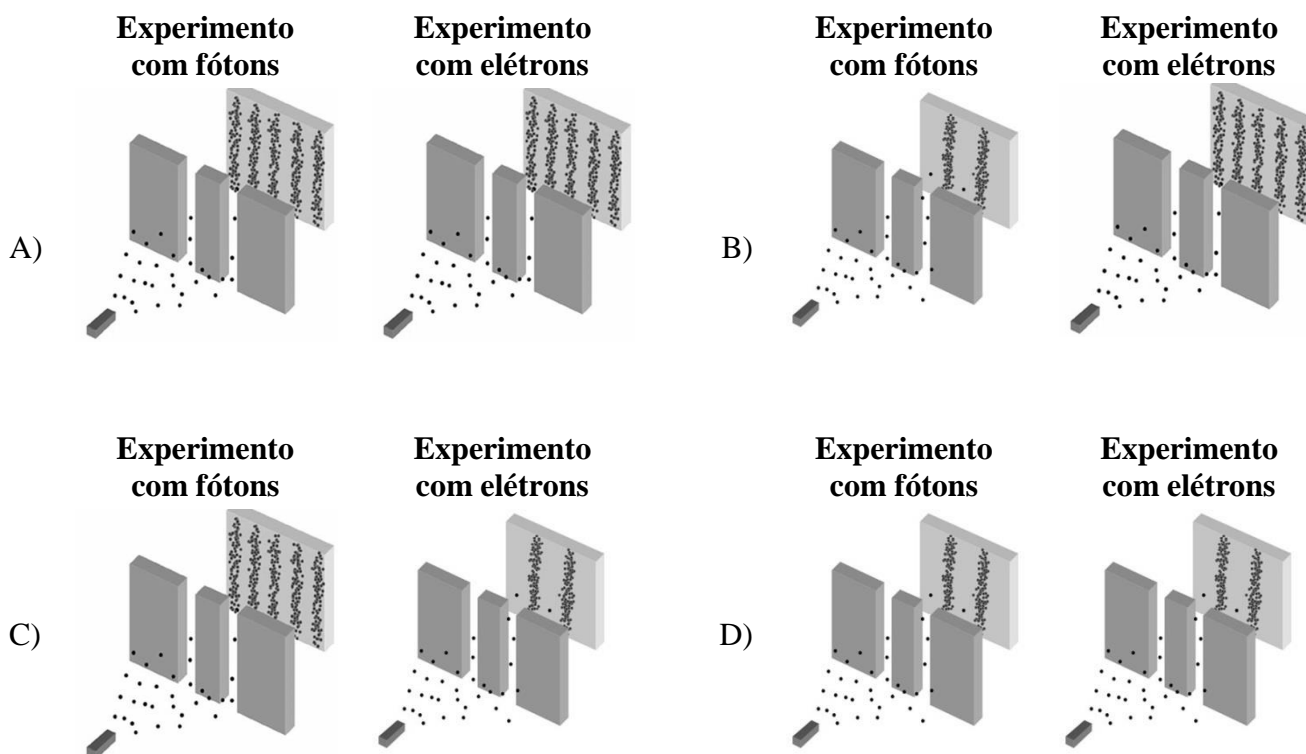 Experimento
com fótons
Experimento
com elétrons
A)
Experimento
com fótons
Experimento
com elétrons
B)
Experimento
com fótons
Experimento
com elétrons
C)
Experimento
com fótons
Experimento
com elétrons
D)